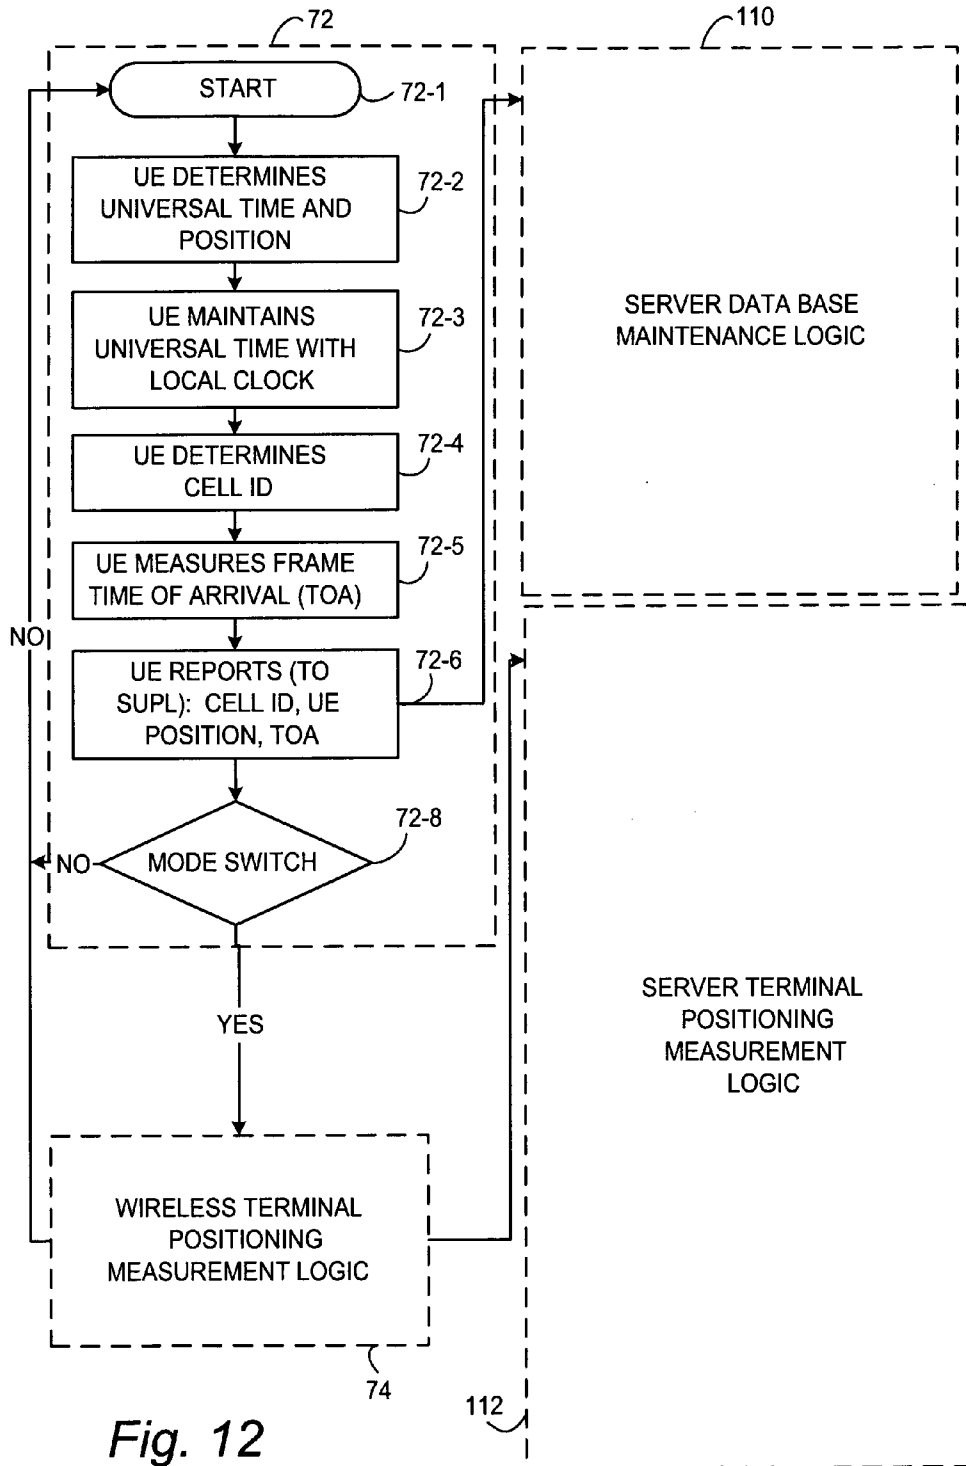 72
110
START
72-1
UE DETERMINES
UNIVERSAL TIME AND
POSITION
72-2
UE MAINTAINS
UNIVERSAL TIME WITH
LOCAL CLOCK
72-3
UE DETERMINES
CELL ID
72-4
UE MEASURES FRAME
TIME OF ARRIVAL (TOA)
72-5
NO
UE REPORTS (TO
SUPL): CELL ID, UE
POSITION, TOA
72-6
MODE SWITCH
72-8
NO
YES
WIRELESS TERMINAL
POSITIONING
MEASUREMENT LOGIC
74
SERVER DATA BASE
MAINTENANCE LOGIC
SERVER TERMINAL
POSITIONING
MEASUREMENT
LOGIC
112
Fig. 12